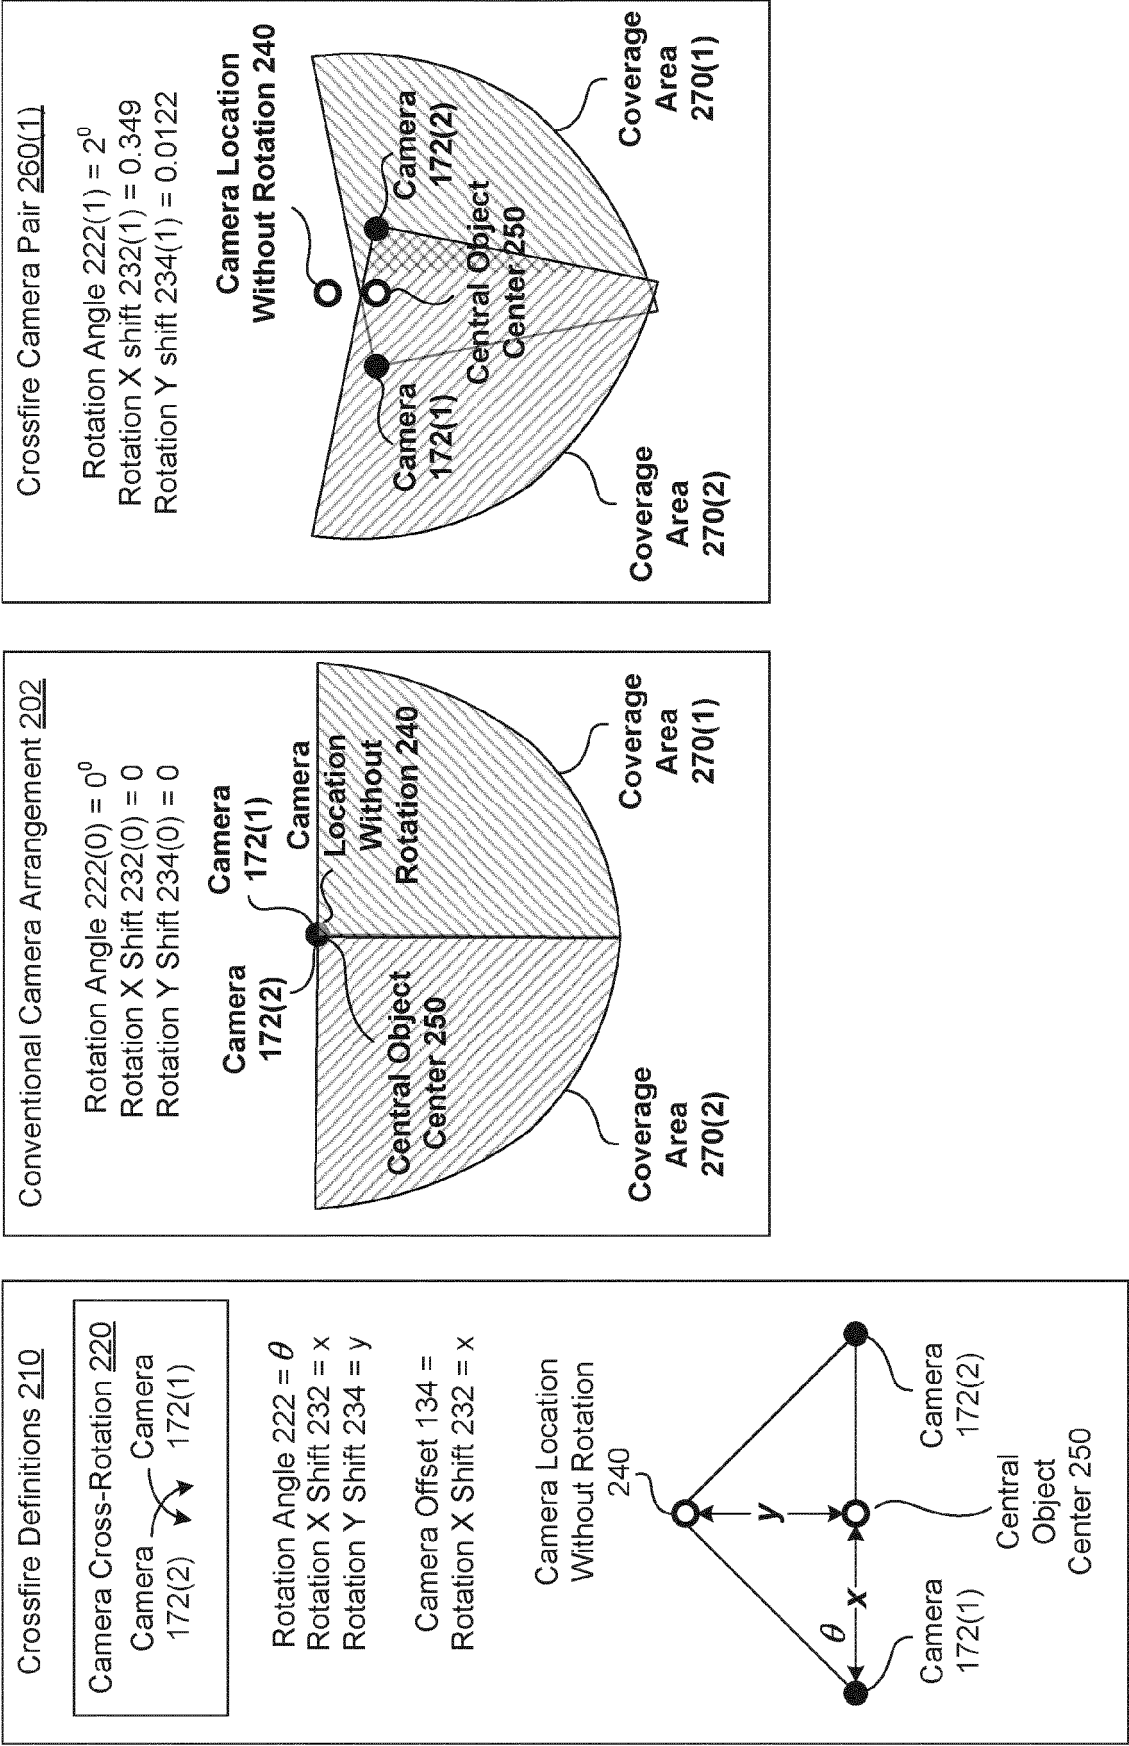 Crossfire Definitions 210
Camera Cross-Rotation 220
Camera
172(2)
Camera
172(1)
Rotation Angle 222 = θ
Rotation X Shift 232 = x
Rotation Y Shift 234 = y
Camera Offset 134 =
Rotation X Shift 232 = x
Camera Location
Without Rotation
240
y
θ
x
Camera
172(1)
Central
Object
Center 250
Camera
172(2)
Conventional Camera Arrangement 202
Rotation Angle 222(0) = 0⁰
Rotation X Shift 232(0) = 0
Rotation Y Shift 234(0) = 0
Camera
172(2)
Camera
172(1)
Camera
Location
Without
Rotation 240
Central Object
Center 250
Coverage
Area
270(2)
Coverage
Area
270(1)
Crossfire Camera Pair 260(1)
Rotation Angle 222(1) = 2⁰
Rotation X shift 232(1) = 0.349
Rotation Y shift 234(1) = 0.0122
Camera Location
Without Rotation 240
Camera
172(1)
Camera
172(2)
Central Object
Center 250
Coverage
Area
270(2)
Coverage
Area
270(1)